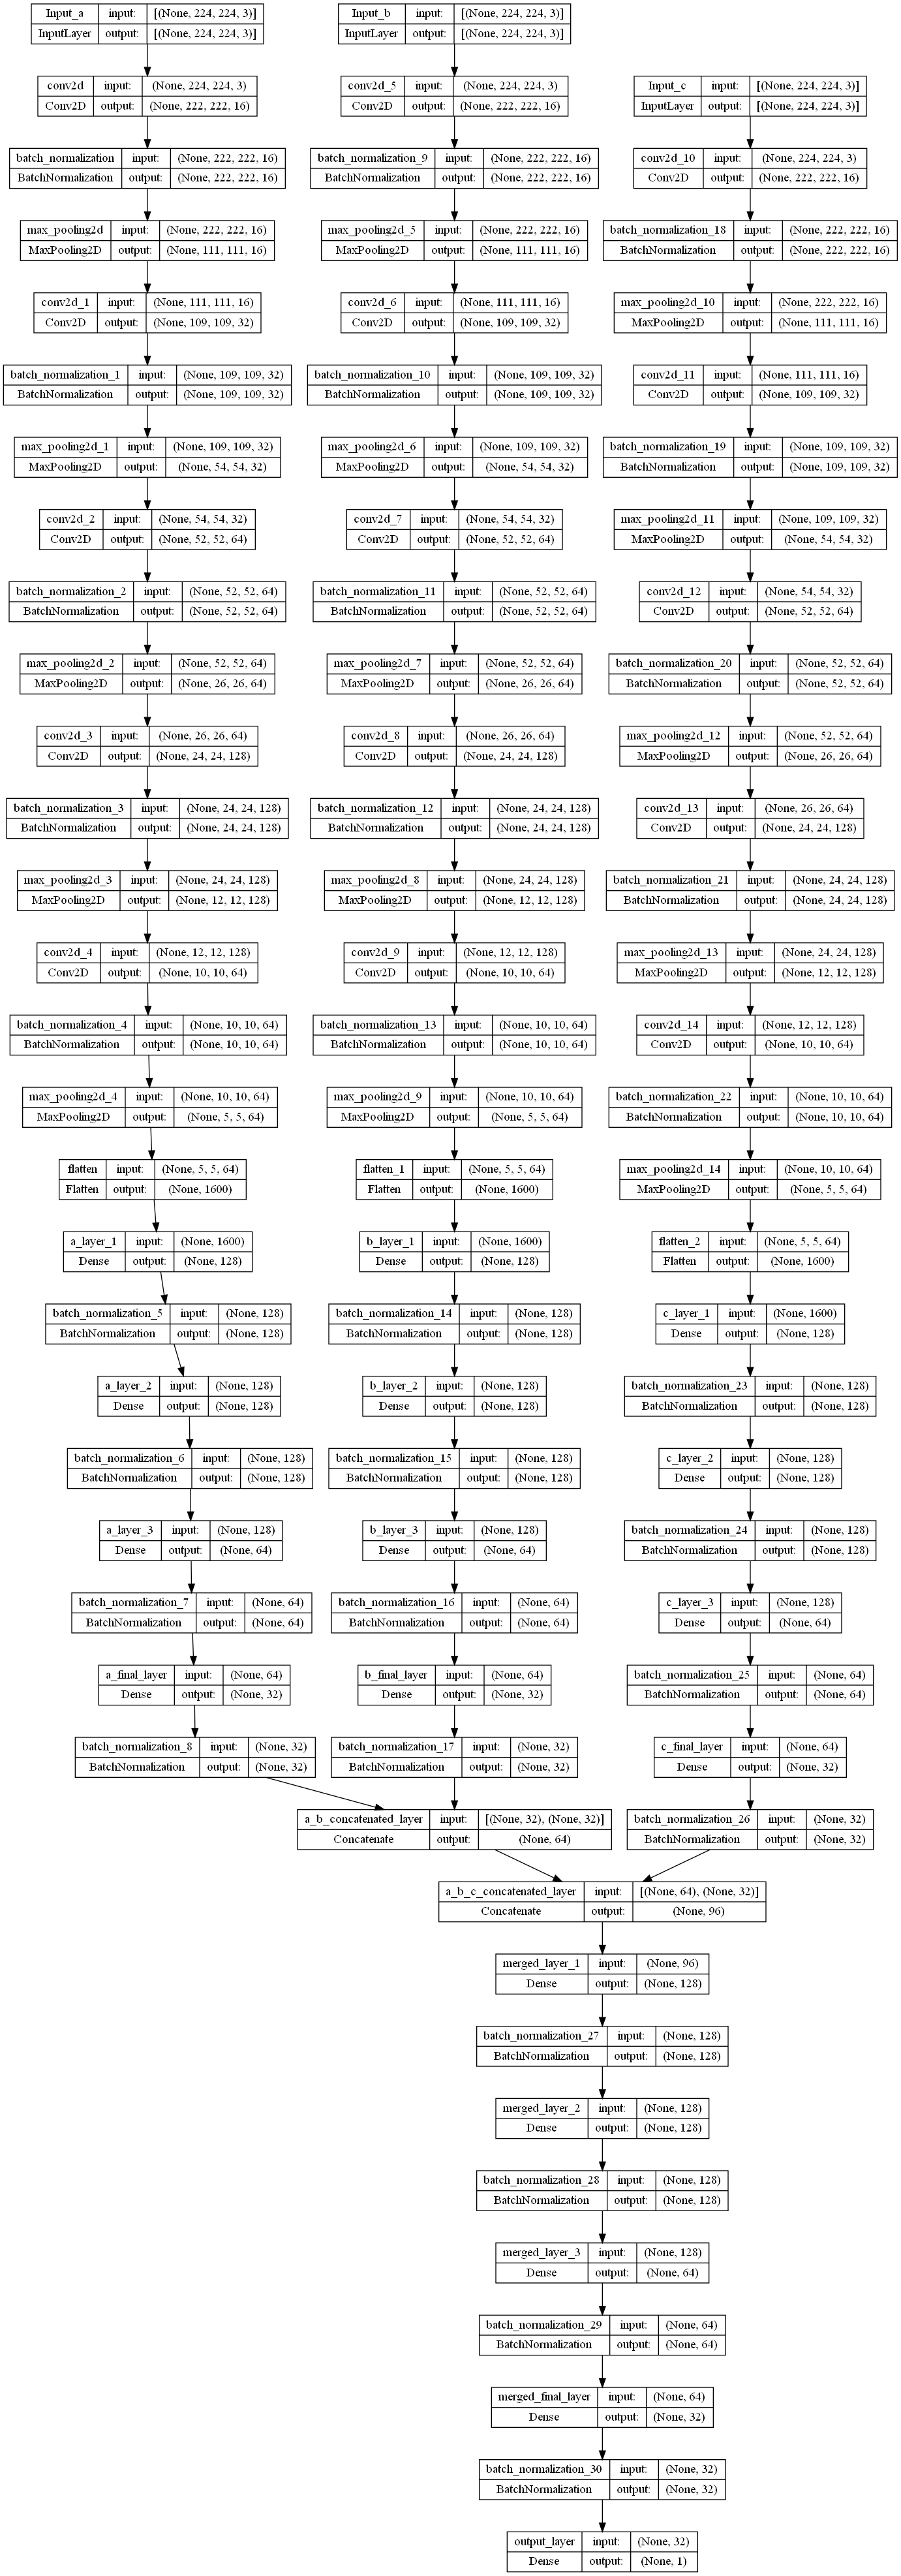 Input_a input: [(None, 224, 224, 3)]
InputLayer output: [(None, 224, 224, 3)]
conv2d input: (None, 224, 224, 3)
Conv2D output: (None, 222, 222, 16)
batch_normalization input: (None, 222, 222, 16)
BatchNormalization output: (None, 222, 222, 16)
max_pooling2d input: (None, 222, 222, 16)
MaxPooling2D output: (None, 111, 111, 16)
conv2d_1 input: (None, 111, 111, 16)
Conv2D output: (None, 109, 109, 32)
batch_normalization_1 input: (None, 109, 109, 32)
BatchNormalization output: (None, 109, 109, 32)
max_pooling2d_1 input: (None, 109, 109, 32)
MaxPooling2D output: (None, 54, 54, 32)
conv2d_2 input: (None, 54, 54, 32)
Conv2D output: (None, 52, 52, 64)
batch_normalization_2 input: (None, 52, 52, 64)
BatchNormalization output: (None, 52, 52, 64)
max_pooling2d_2 input: (None, 52, 52, 64)
MaxPooling2D output: (None, 26, 26, 64)
conv2d_3 input: (None, 26, 26, 64)
Conv2D output: (None, 24, 24, 128)
batch_normalization_3 input: (None, 24, 24, 128)
BatchNormalization output: (None, 24, 24, 128)
max_pooling2d_3 input: (None, 24, 24, 128)
MaxPooling2D output: (None, 12, 12, 128)
conv2d_4 input: (None, 12, 12, 128)
Conv2D output: (None, 10, 10, 64)
batch_normalization_4 input: (None, 10, 10, 64)
BatchNormalization output: (None, 10, 10, 64)
max_pooling2d_4 input: (None, 10, 10, 64)
MaxPooling2D output: (None, 5, 5, 64)
flatten input: (None, 5, 5, 64)
Flatten output: (None, 1600)
a_layer_1 input: (None, 1600)
Dense output: (None, 128)
batch_normalization_5 input: (None, 128)
BatchNormalization output: (None, 128)
a_layer_2 input: (None, 128)
Dense output: (None, 128)
batch_normalization_6 input: (None, 128)
BatchNormalization output: (None, 128)
a_layer_3 input: (None, 128)
Dense output: (None, 64)
batch_normalization_7 input: (None, 64)
BatchNormalization output: (None, 64)
a_final_layer input: (None, 64)
Dense output: (None, 32)
batch_normalization_8 input: (None, 32)
BatchNormalization output: (None, 32)
Input_b input: [(None, 224, 224, 3)]
InputLayer output: [(None, 224, 224, 3)]
conv2d_5 input: (None, 224, 224, 3)
Conv2D output: (None, 222, 222, 16)
batch_normalization_9 input: (None, 222, 222, 16)
BatchNormalization output: (None, 222, 222, 16)
max_pooling2d_5 input: (None, 222, 222, 16)
MaxPooling2D output: (None, 111, 111, 16)
conv2d_6 input: (None, 111, 111, 16)
Conv2D output: (None, 109, 109, 32)
batch_normalization_10 input: (None, 109, 109, 32)
BatchNormalization output: (None, 109, 109, 32)
max_pooling2d_6 input: (None, 109, 109, 32)
MaxPooling2D output: (None, 54, 54, 32)
conv2d_7 input: (None, 54, 54, 32)
Conv2D output: (None, 52, 52, 64)
batch_normalization_11 input: (None, 52, 52, 64)
BatchNormalization output: (None, 52, 52, 64)
max_pooling2d_7 input: (None, 52, 52, 64)
MaxPooling2D output: (None, 26, 26, 64)
conv2d_8 input: (None, 26, 26, 64)
Conv2D output: (None, 24, 24, 128)
batch_normalization_12 input: (None, 24, 24, 128)
BatchNormalization output: (None, 24, 24, 128)
max_pooling2d_8 input: (None, 24, 24, 128)
MaxPooling2D output: (None, 12, 12, 128)
conv2d_9 input: (None, 12, 12, 128)
Conv2D output: (None, 10, 10, 64)
batch_normalization_13 input: (None, 10, 10, 64)
BatchNormalization output: (None, 10, 10, 64)
max_pooling2d_9 input: (None, 10, 10, 64)
MaxPooling2D output: (None, 5, 5, 64)
flatten_1 input: (None, 5, 5, 64)
Flatten output: (None, 1600)
b_layer_1 input: (None, 1600)
Dense output: (None, 128)
batch_normalization_14 input: (None, 128)
BatchNormalization output: (None, 128)
b_layer_2 input: (None, 128)
Dense output: (None, 128)
batch_normalization_15 input: (None, 128)
BatchNormalization output: (None, 128)
b_layer_3 input: (None, 128)
Dense output: (None, 64)
batch_normalization_16 input: (None, 64)
BatchNormalization output: (None, 64)
b_final_layer input: (None, 64)
Dense output: (None, 32)
batch_normalization_17 input: (None, 32)
BatchNormalization output: (None, 32)
Input_c input: [(None, 224, 224, 3)]
InputLayer output: [(None, 224, 224, 3)]
conv2d_10 input: (None, 224, 224, 3)
Conv2D output: (None, 222, 222, 16)
batch_normalization_18 input: (None, 222, 222, 16)
BatchNormalization output: (None, 222, 222, 16)
max_pooling2d_10 input: (None, 222, 222, 16)
MaxPooling2D output: (None, 111, 111, 16)
conv2d_11 input: (None, 111, 111, 16)
Conv2D output: (None, 109, 109, 32)
batch_normalization_19 input: (None, 109, 109, 32)
BatchNormalization output: (None, 109, 109, 32)
max_pooling2d_11 input: (None, 109, 109, 32)
MaxPooling2D output: (None, 54, 54, 32)
conv2d_12 input: (None, 54, 54, 32)
Conv2D output: (None, 52, 52, 64)
batch_normalization_20 input: (None, 52, 52, 64)
BatchNormalization output: (None, 52, 52, 64)
max_pooling2d_12 input: (None, 52, 52, 64)
MaxPooling2D output: (None, 26, 26, 64)
conv2d_13 input: (None, 26, 26, 64)
Conv2D output: (None, 24, 24, 128)
batch_normalization_21 input: (None, 24, 24, 128)
BatchNormalization output: (None, 24, 24, 128)
max_pooling2d_13 input: (None, 24, 24, 128)
MaxPooling2D output: (None, 12, 12, 128)
conv2d_14 input: (None, 12, 12, 128)
Conv2D output: (None, 10, 10, 64)
batch_normalization_22 input: (None, 10, 10, 64)
BatchNormalization output: (None, 10, 10, 64)
max_pooling2d_14 input: (None, 10, 10, 64)
MaxPooling2D output: (None, 5, 5, 64)
flatten_2 input: (None, 5, 5, 64)
Flatten output: (None, 1600)
c_layer_1 input: (None, 1600)
Dense output: (None, 128)
batch_normalization_23 input: (None, 128)
BatchNormalization output: (None, 128)
c_layer_2 input: (None, 128)
Dense output: (None, 128)
batch_normalization_24 input: (None, 128)
BatchNormalization output: (None, 128)
c_layer_3 input: (None, 128)
Dense output: (None, 64)
batch_normalization_25 input: (None, 64)
BatchNormalization output: (None, 64)
c_final_layer input: (None, 64)
Dense output: (None, 32)
a_b_concatenated_layer input: [(None, 32), (None, 32)]
Concatenate output: (None, 64)
batch_normalization_26 input: (None, 32)
BatchNormalization output: (None, 32)
a_b_c_concatenated_layer input: [(None, 64), (None, 32)]
Concatenate output: (None, 96)
merged_layer_1 input: (None, 96)
Dense output: (None, 128)
batch_normalization_27 input: (None, 128)
BatchNormalization output: (None, 128)
merged_layer_2 input: (None, 128)
Dense output: (None, 128)
batch_normalization_28 input: (None, 128)
BatchNormalization output: (None, 128)
merged_layer_3 input: (None, 128)
Dense output: (None, 64)
batch_normalization_29 input: (None, 64)
BatchNormalization output: (None, 64)
merged_final_layer input: (None, 64)
Dense output: (None, 32)
batch_normalization_30 input: (None, 32)
BatchNormalization output: (None, 32)
output_layer input: (None, 32)
Dense output: (None, 1)